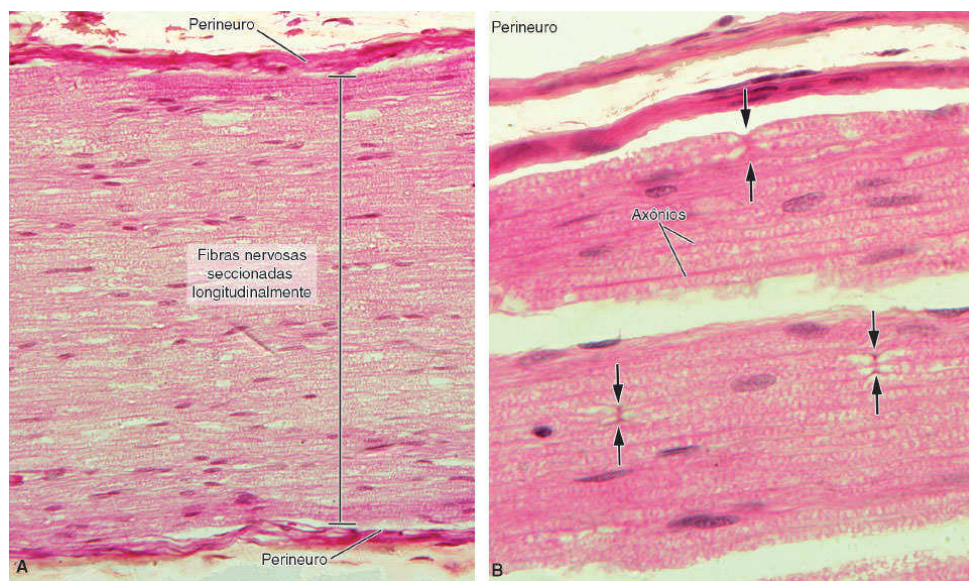 Perineuro
Fibras nervosas
seccionadas
longitudinalmente
Perineuro
A
Perineuro
Axônios
B